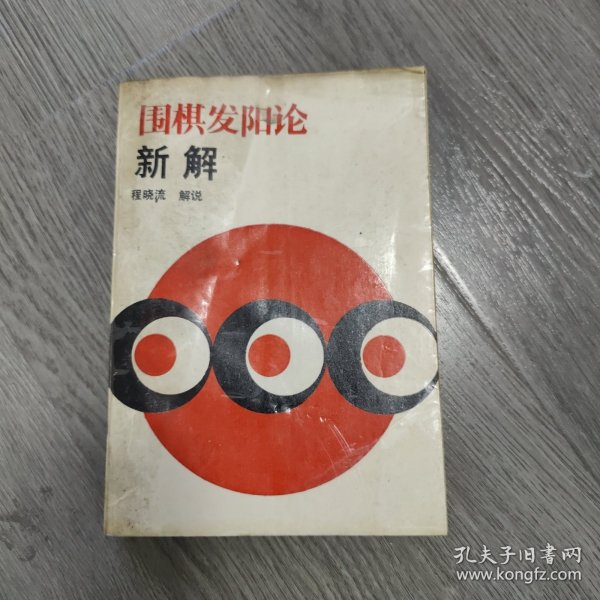 围棋发阳论
新解
程晓流 解说
孔夫子旧书网
www.kongfz.com